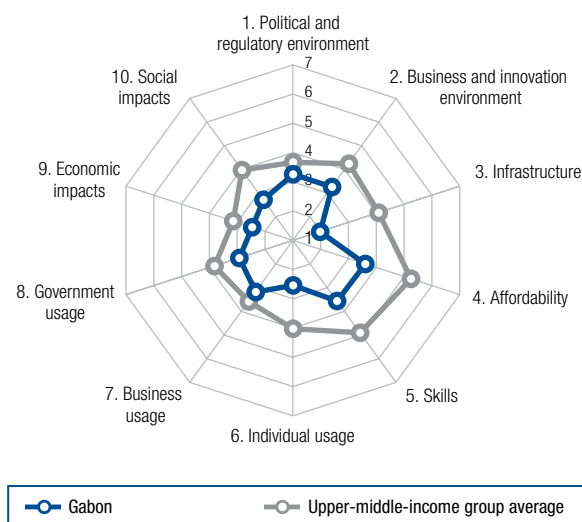 1. Political and
regulatory environment
7
10. Social
impacts
2. Business and innovation
environment
6
5
4
9. Economic
impacts
3. Infrastructure
3
2
1
8. Government
usage
4. Affordability
7. Business
usage
5. Skills
6. Individual usage
Gabon
Upper-middle-income group average